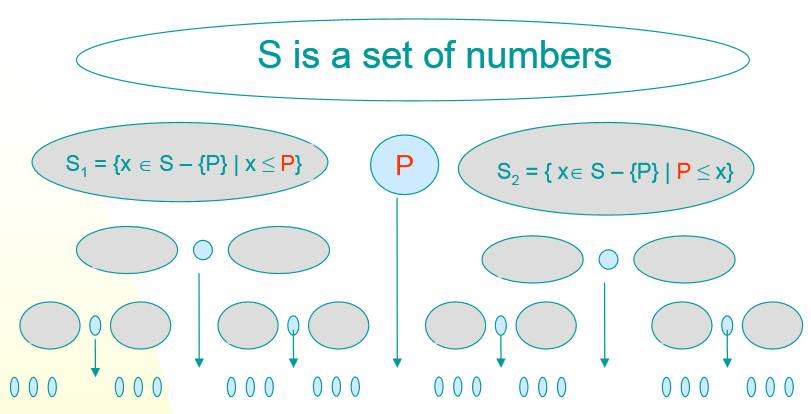 S is a set of numbers
S₁ = {x ∈ S – {P} | x ≤ P}
P
S₂ = { x∈ S – {P} | P ≤ x}